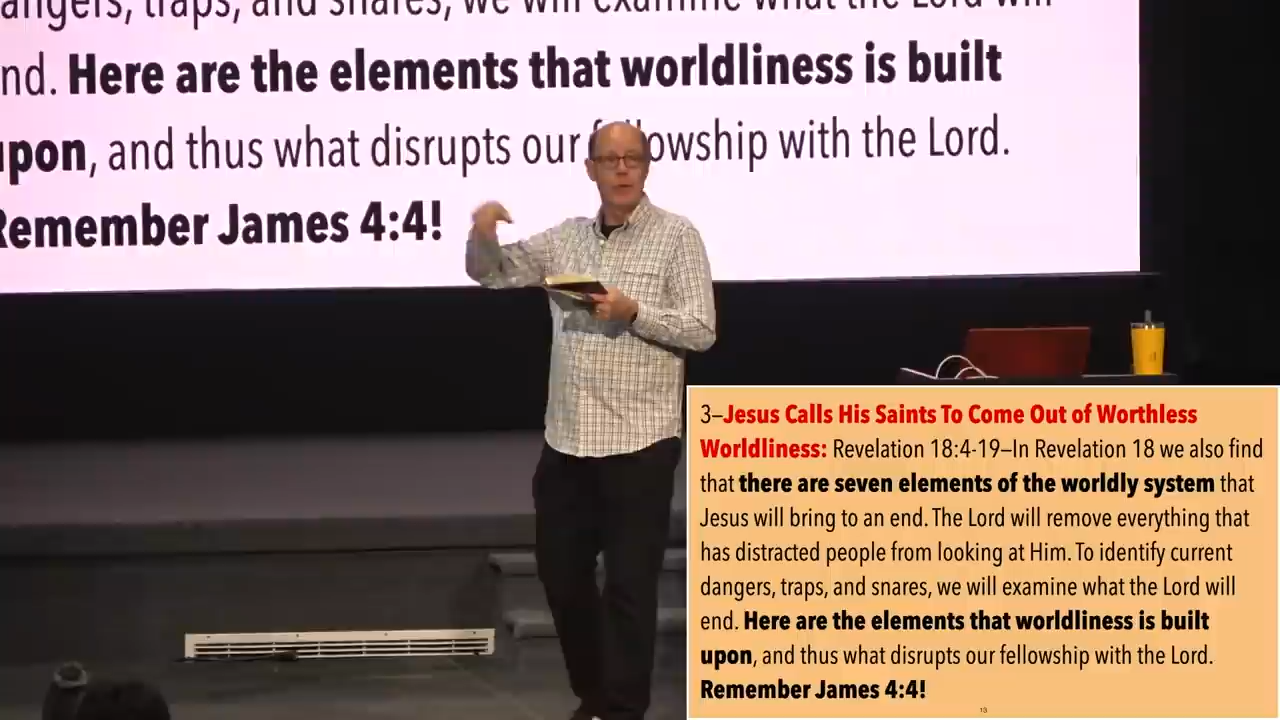 angers, traps, and snares, we will examine what the Lord will
nd. Here are the elements that worldliness is built
upon, and thus what disrupts our fellowship with the Lord.
Remember James 4:4!
3–Jesus Calls His Saints To Come Out of Worthless
Worldliness: Revelation 18:4-19–In Revelation 18 we also find
that there are seven elements of the worldly system that
Jesus will bring to an end. The Lord will remove everything that
has distracted people from looking at Him. To identify current
dangers, traps, and snares, we will examine what the Lord will
end. Here are the elements that worldliness is built
upon, and thus what disrupts our fellowship with the Lord.
Remember James 4:4!
13